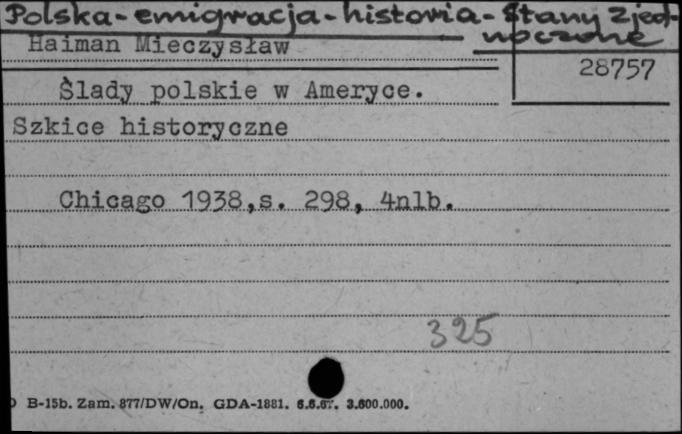 Polska-emigracja-historia-Stany Zjed-
noczone
Haiman Mieczysław
28757
Ślady polskie w Ameryce.
Szkice historyczne
Chicago 1938,s. 298, 4nlb.
325
B-15b. Zam. 877/DW/On. GDA-1881. 6.6.67. 3.600.000.